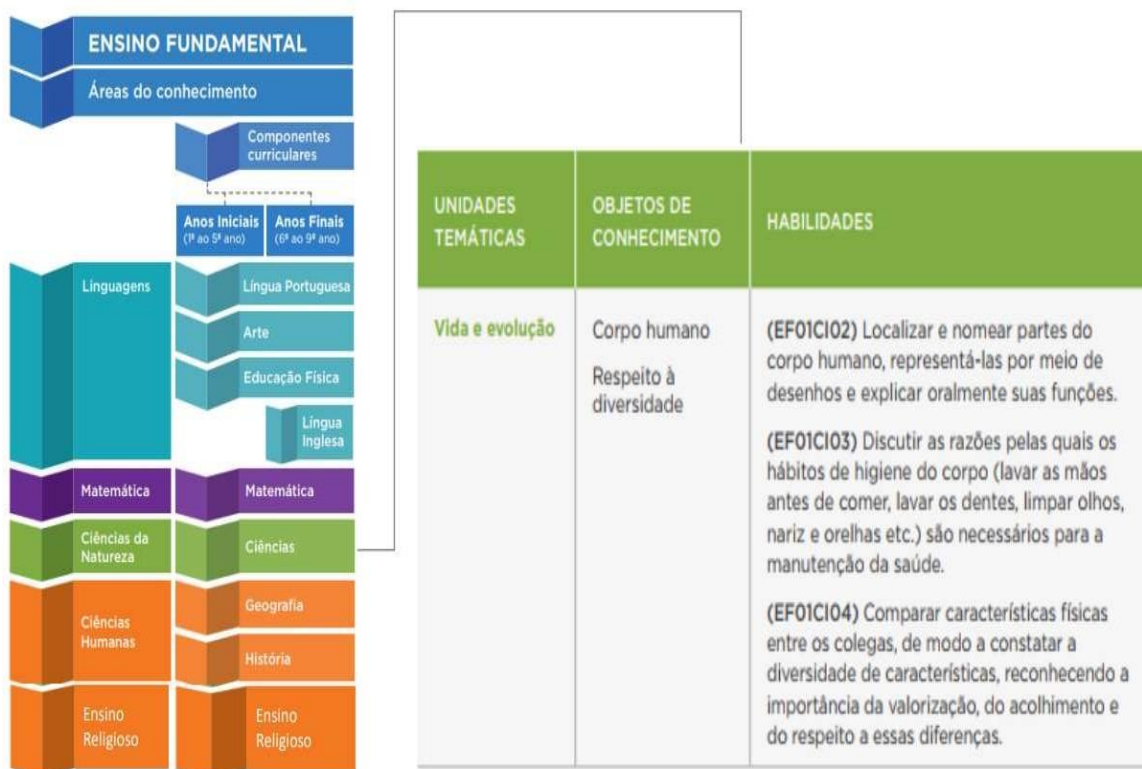 ENSINO FUNDAMENTAL
Áreas do conhecimento
Componentes
curriculares
Anos Iniciais
(1º ao 5º ano)
Anos Finais
(6º ao 9º ano)
Linguagens
Língua Portuguesa
Arte
Educação Física
Língua
Inglesa
Matemática
Matemática
Ciências da
Natureza
Ciências
Ciências
Humanas
Geografia
História
Ensino
Religioso
Ensino
Religioso
UNIDADES
TEMÁTICAS
OBJETOS DE
CONHECIMENTO
HABILIDADES
Vida e evolução
Corpo humano
Respeito à
diversidade
(EF01CI02) Localizar e nomear partes do
corpo humano, representá-las por meio de
desenhos e explicar oralmente suas funções.
(EF01CI03) Discutir as razões pelas quais os
hábitos de higiene do corpo (lavar as mãos
antes de comer, lavar os dentes, limpar olhos,
nariz e orelhas etc.) são necessários para a
manutenção da saúde.
(EF01CI04) Comparar características físicas
entre os colegas, de modo a constatar a
diversidade de características, reconhecendo a
importância da valorização, do acolhimento e
do respeito a essas diferenças.